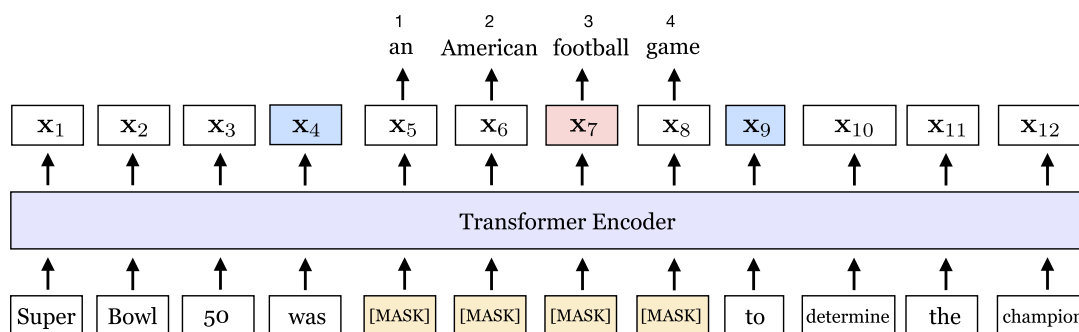 1 2 3 4
an American football game
x1 x2 x3 x4 x5 x6 x7 x8 x9 x10 x11 x12
Transformer Encoder
Super Bowl 50 was [MASK] [MASK] [MASK] [MASK] to determine the champion